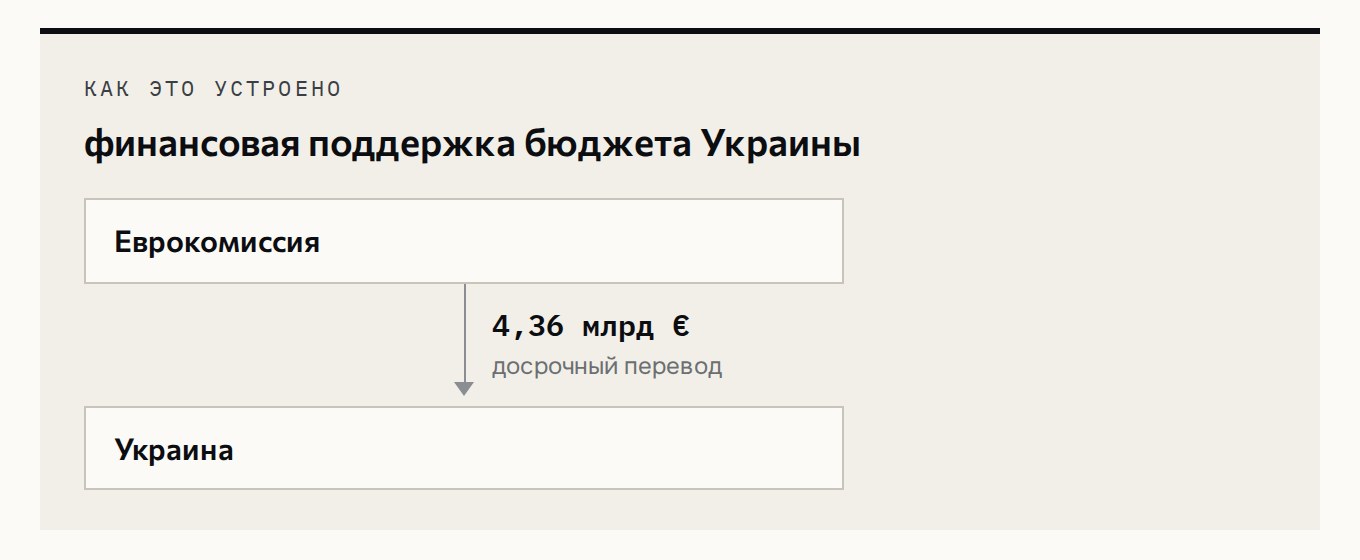 КАК ЭТО УСТРОЕНО
финансовая поддержка бюджета Украины
Еврокомиссия
4,36 млрд €
досрочный перевод
Украина